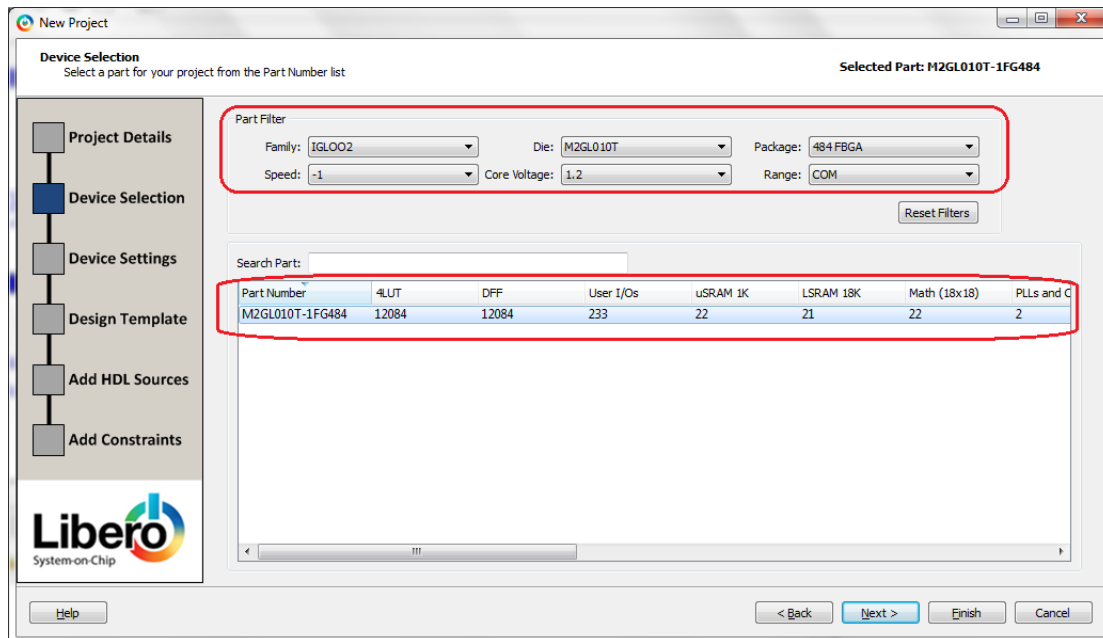 New Project
Device Selection
Select a part for your project from the Part Number list
Selected Part: M2GL010T-1FG484
Project Details
Device Selection
Device Settings
Design Template
Add HDL Sources
Add Constraints
Libero
System-on-Chip
Part Filter
Family: IGLOO2 Die: M2GL010T Package: 484 FBGA
Speed: -1 Core Voltage: 1.2 Range: COM
Reset Filters
Search Part:
Part Number 4LUT DFF User I/Os uSRAM 1K LSRAM 18K Math (18x18) PLLs and C
M2GL010T-1FG484 12084 12084 233 22 21 22 2
Help < Back Next > Finish Cancel